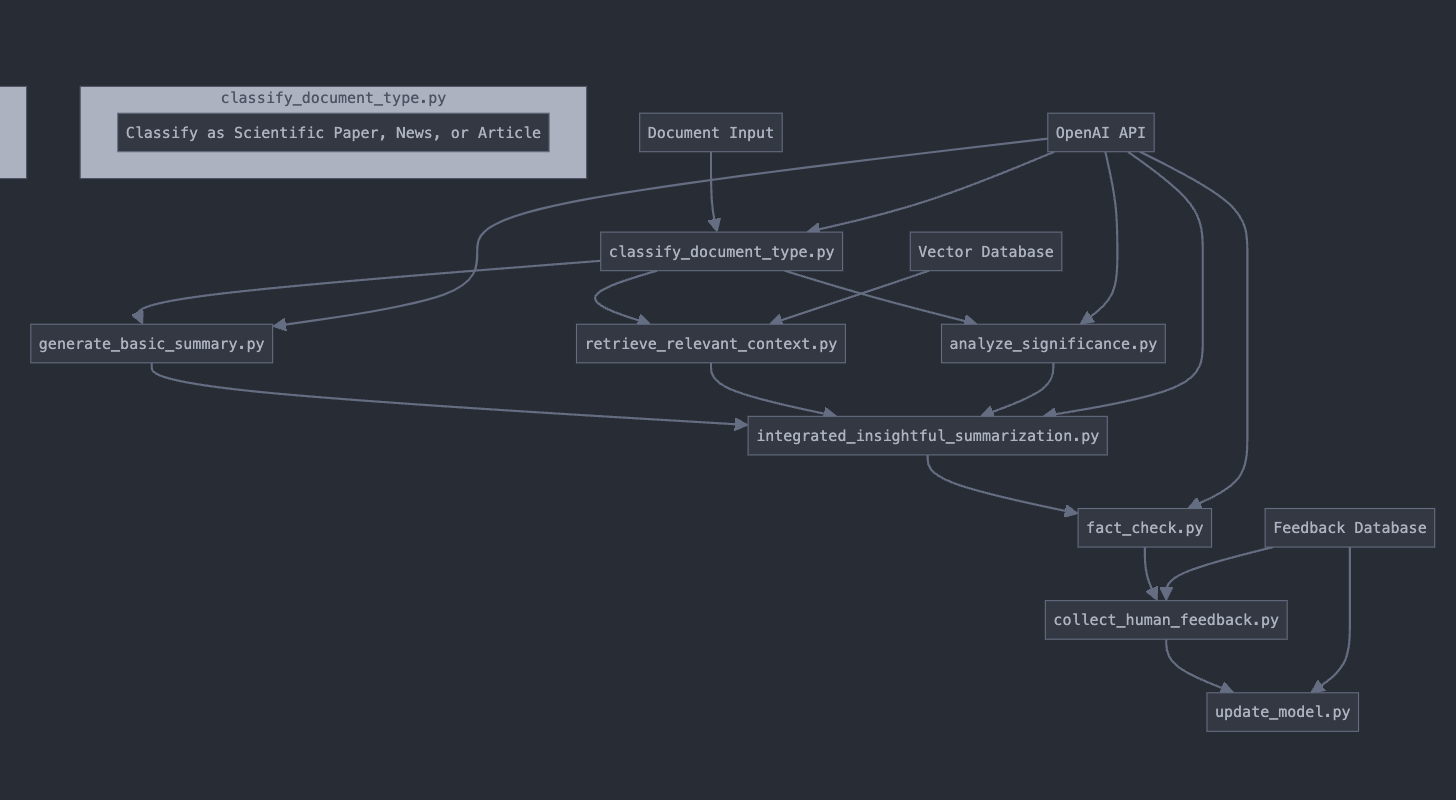 classify_document_type.py
Classify as Scientific Paper, News, or Article
Document Input
OpenAI API
classify_document_type.py
Vector Database
generate_basic_summary.py
retrieve_relevant_context.py
analyze_significance.py
integrated_insightful_summarization.py
fact_check.py
Feedback Database
collect_human_feedback.py
update_model.py